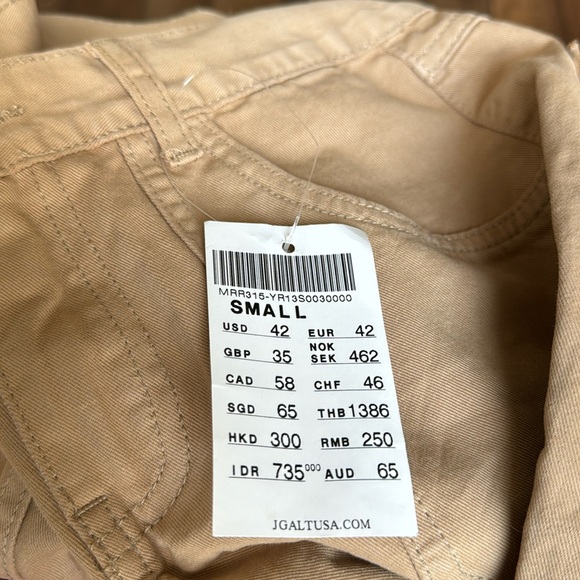 MRR315-YR13S0030000
SMALL
USD 42 EUR 42
GBP 35 NOK SEK 462
CAD 58 CHF 46
SGD 65 THB 1386
HKD 300 RMB 250
IDR 735000 AUD 65
JGALTUSA.COM